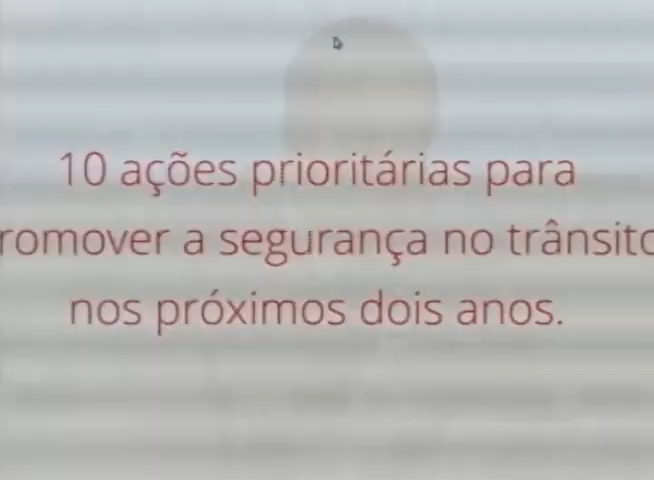 10 ações prioritárias para
romover a segurança no trânsito
nos próximos dois anos.